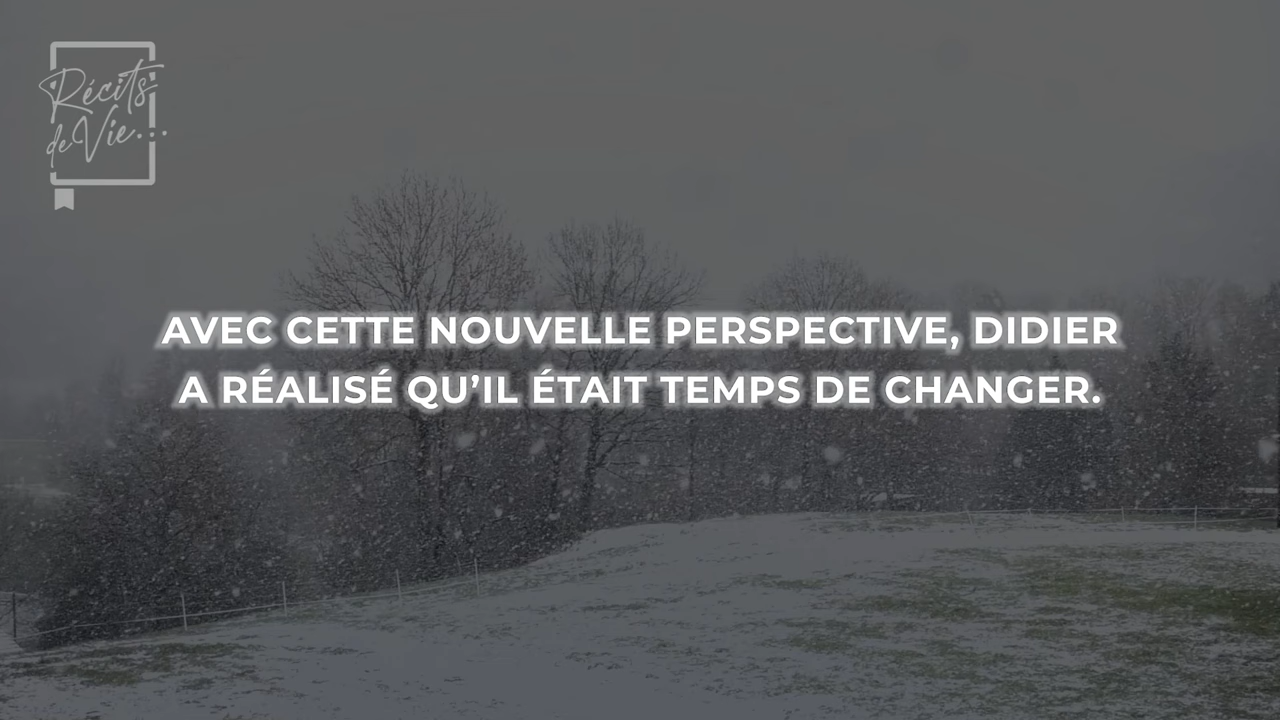 Récits
de Vie...
AVEC CETTE NOUVELLE PERSPECTIVE, DIDIER
A RÉALISÉ QU’IL ÉTAIT TEMPS DE CHANGER.